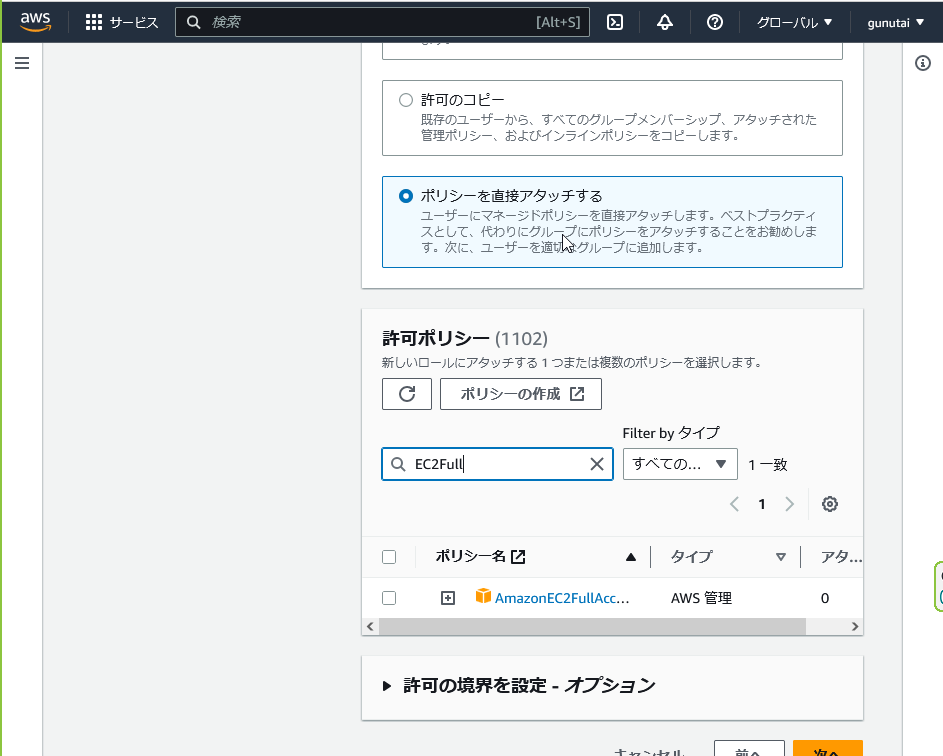 aws
サービス
検索
[Alt+S]
グローバル
gunutai
許可のコピー
既存のユーザーから、すべてのグループメンバーシップ、アタッチされた
管理ポリシー、およびインラインポリシーをコピーします。
ポリシーを直接アタッチする
ユーザーにマネージドポリシーを直接アタッチします。ベストプラクティ
スとして、代わりにグループにポリシーをアタッチすることをお勧めしま
す。次に、ユーザーを適切なグループに追加します。
許可ポリシー (1102)
新しいロールにアタッチする 1 つまたは複数のポリシーを選択します。
ポリシーの作成
Filter by タイプ
EC2Full
すべての...
1 一致
1
ポリシー名
タイプ
アタ...
AmazonEC2FullAcc...
AWS 管理
0
許可の境界を設定 - オプション
キャンセル
前へ
次へ